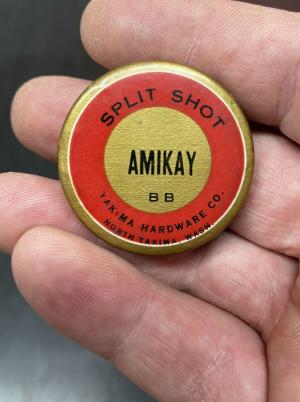 SPLIT SHOT
AMIKAY
BB
YAKIMA HARDWARE CO.
NORTH YAKIMA, WASH.